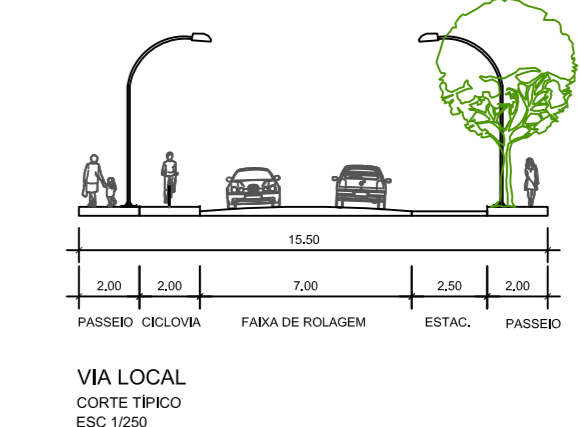 15.50
2.00 2.00 7.00 2.50 2.00
PASSEIO CICLOVIA FAIXA DE ROLAGEM ESTAC. PASSEIO
VIA LOCAL
CORTE TÍPICO
ESC 1/250